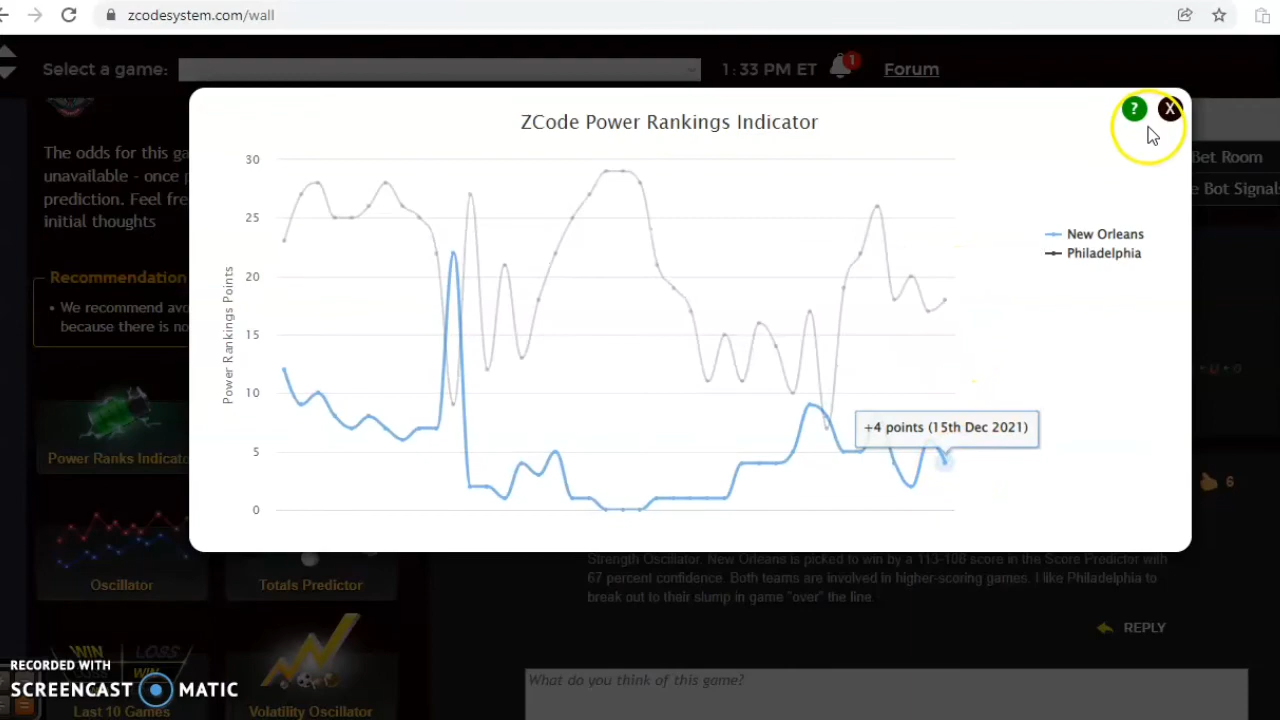 zcodesystem.com/wall
Select a game:
1:33 PM ET
1
Forum
ZCode Power Rankings Indicator
?
X
The odds for this ga
unavailable - once p
prediction. Feel fre
initial thoughts
Bet Room
e Bot Signals
Recommendation
• We recommend avo
because there is no
Power Ranks Indicato
Power Rankings Points
30
25
20
15
10
5
0
New Orleans
Philadelphia
+4 points (15th Dec 2021)
6
Strength Oscillator. New Orleans is picked to win by a 113-106 score in the Score Predictor with
67 percent confidence. Both teams are involved in higher-scoring games. I like Philadelphia to
break out to their slump in game "over" the line.
REPLY
Oscillator
Totals Predictor
What do you think of this game?
WIN LOSS
WIN
Last 10 Games
Volatility Oscillator
RECORDED WITH
SCREENCAST MATIC